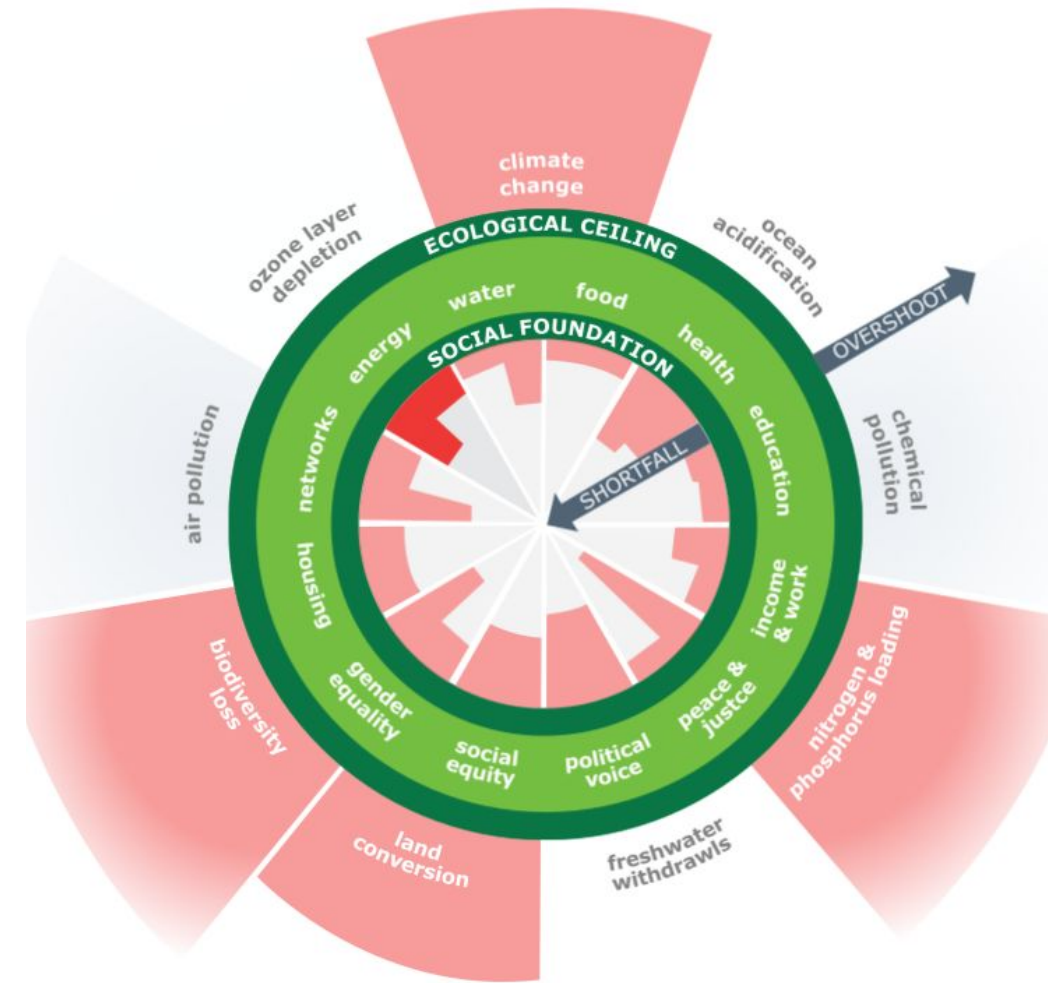 climate
change
ozone layer
depletion
ocean
acidification
ECOLOGICAL CEILING
OVERSHOOT
water
food
energy
health
SOCIAL FOUNDATION
SHORTFALL
networks
education
air pollution
chemical
pollution
housing
income
& work
biodiversity
loss
gender
equality
social
equity
political
voice
peace &
justce
nitrogen &
phosphorus loading
land
conversion
freshwater
withdrawls